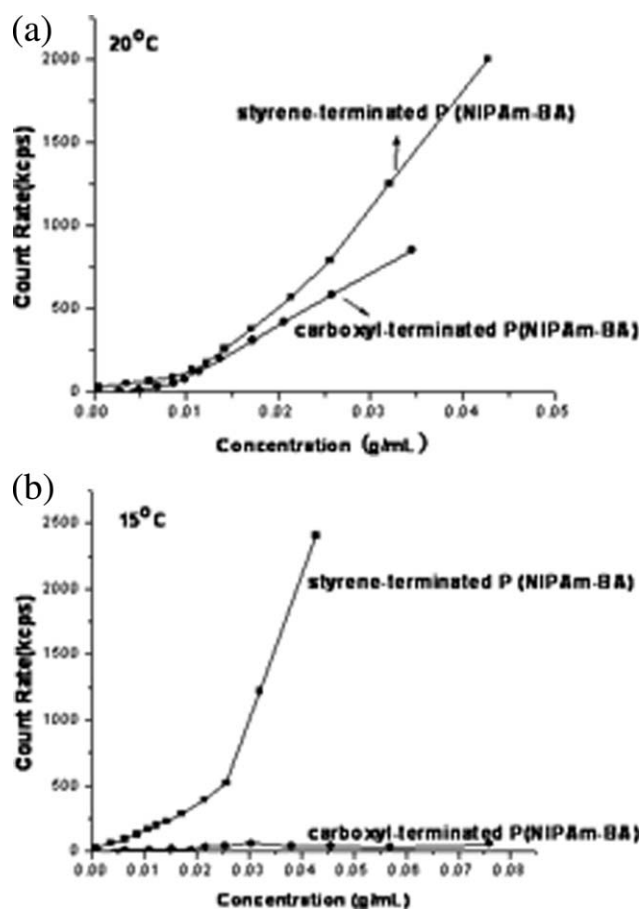 (a)
20°C
2000
1500
1000
500
0
Count Rate(kcps)
styrene-terminated P (NIPAm-BA)
carboxyl-terminated P(NIPAm-BA)
0.00 0.01 0.02 0.03 0.04 0.05
Concentration (g/mL)
(b)
15°C
2500
2000
1500
1000
500
0
Count Rate(kcps)
styrene-terminated P (NIPAm-BA)
carboxyl-terminated P(NIPAm-BA)
0.00 0.01 0.02 0.03 0.04 0.05 0.06 0.07 0.08
Concentration (g/mL)